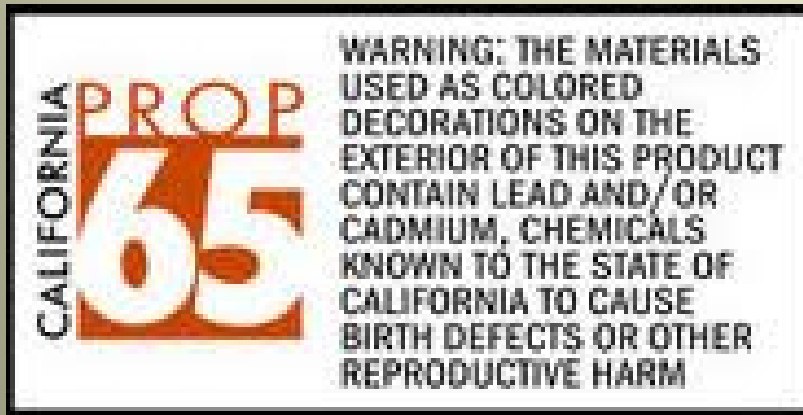 CALIFORNIA
PROP
65
WARNING: THE MATERIALS
USED AS COLORED
DECORATIONS ON THE
EXTERIOR OF THIS PRODUCT
CONTAIN LEAD AND/OR
CADMIUM, CHEMICALS
KNOWN TO THE STATE OF
CALIFORNIA TO CAUSE
BIRTH DEFECTS OR OTHER
REPRODUCTIVE HARM